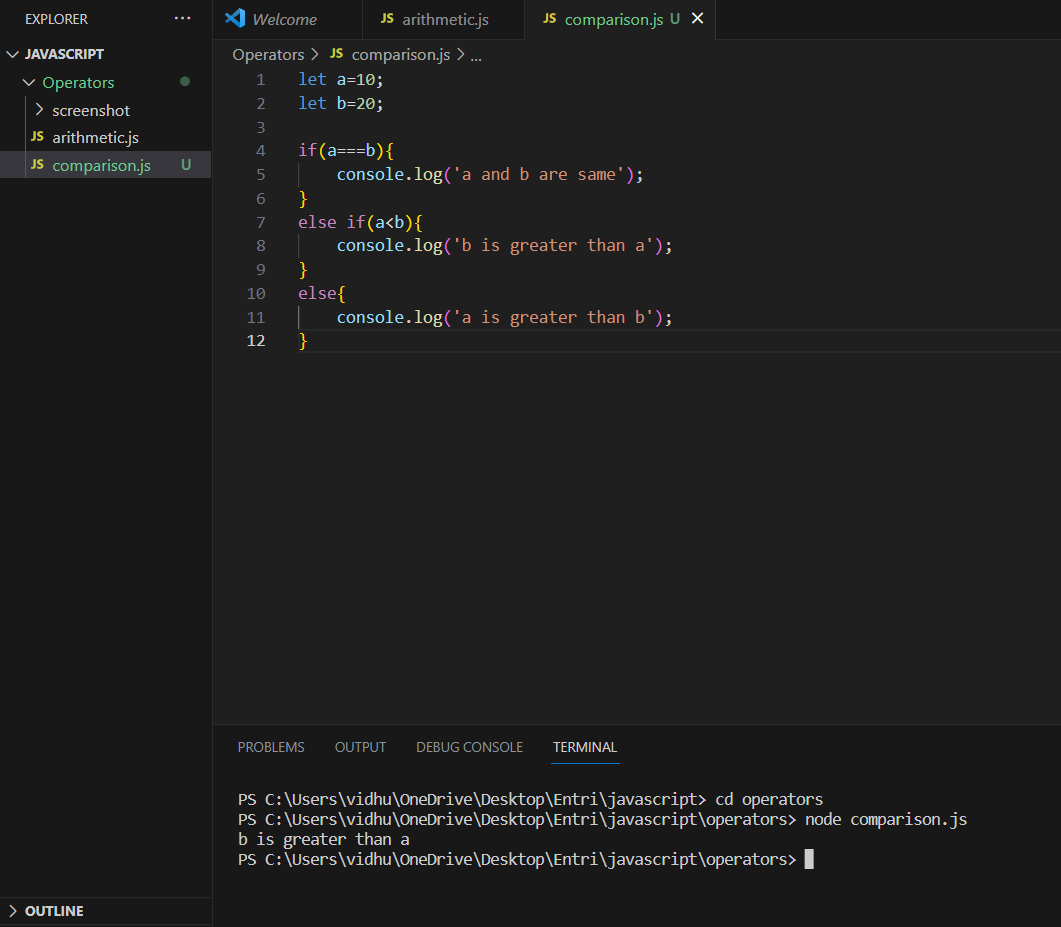 EXPLORER ...
JAVASCRIPT
Operators
screenshot
JS arithmetic.js
JS comparison.js U
Welcome JS arithmetic.js JS comparison.js U
Operators > JS comparison.js > ...
1 let a=10;
2 let b=20;
3
4 if(a===b){
5     console.log('a and b are same');
6 }
7 else if(a<b){
8     console.log('b is greater than a');
9 }
10 else{
11     console.log('a is greater than b');
12 }
PROBLEMS OUTPUT DEBUG CONSOLE TERMINAL
PS C:\Users\vidhu\OneDrive\Desktop\Entri\javascript> cd operators
PS C:\Users\vidhu\OneDrive\Desktop\Entri\javascript\operators> node comparison.js
b is greater than a
PS C:\Users\vidhu\OneDrive\Desktop\Entri\javascript\operators>
OUTLINE